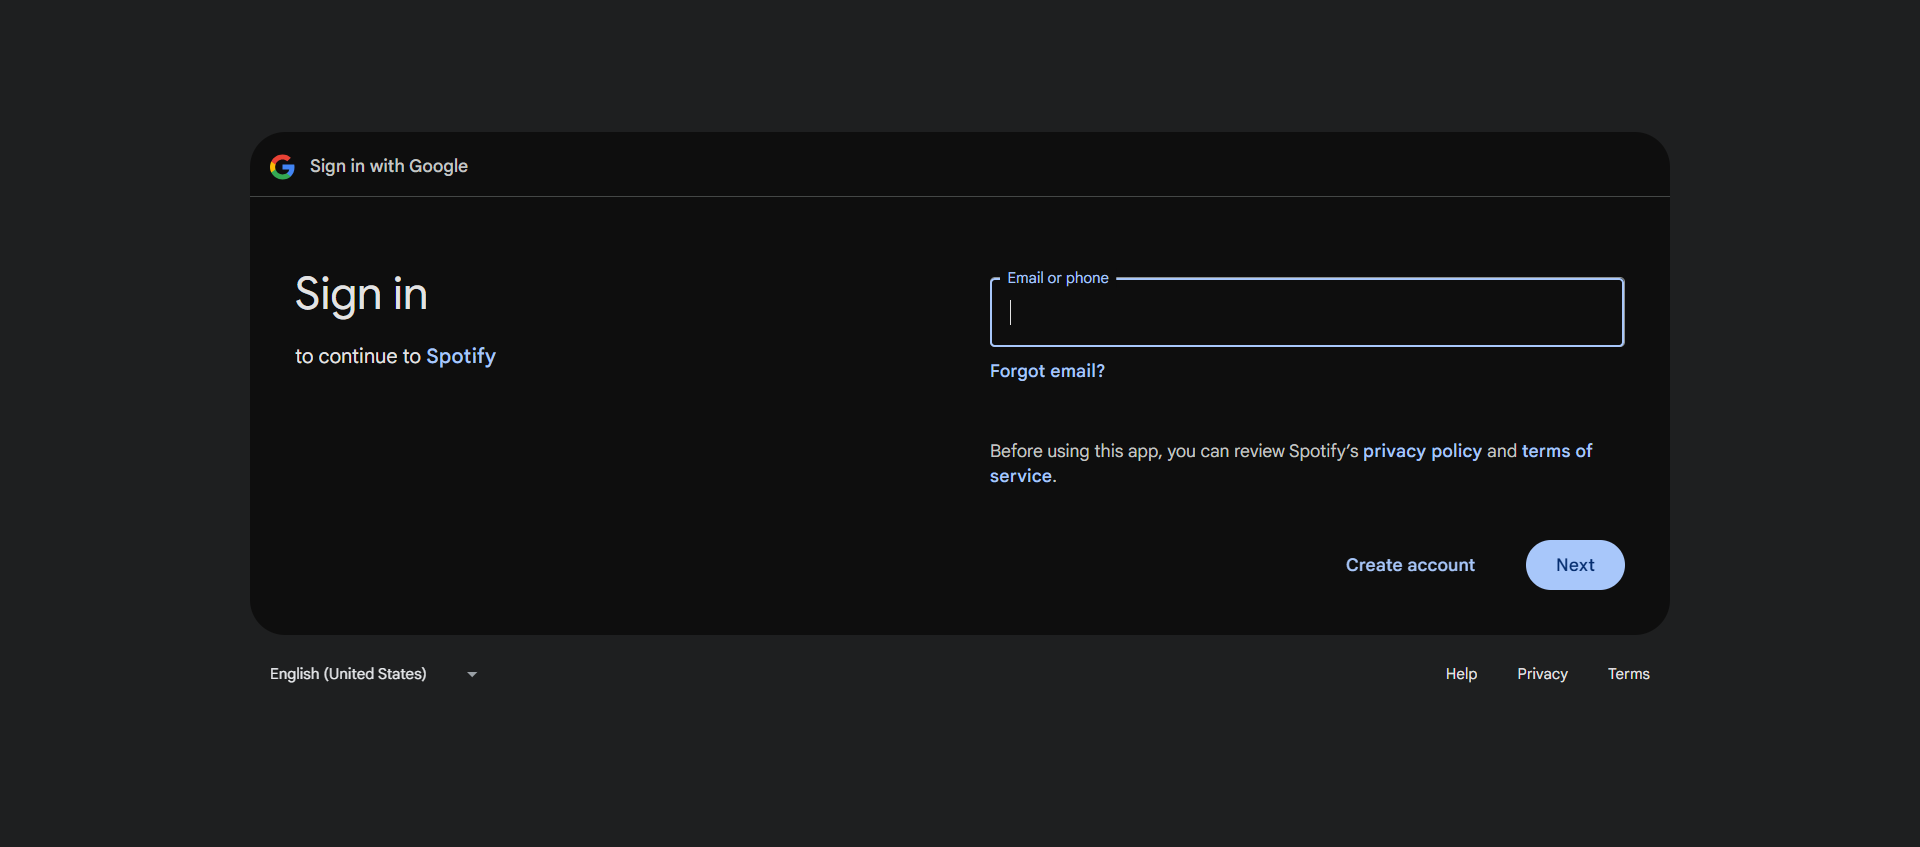 Sign in with Google
Sign in
to continue to Spotify
Email or phone
Forgot email?
Before using this app, you can review Spotify’s privacy policy and terms of
service.
Create account
Next
English (United States)
Help
Privacy
Terms